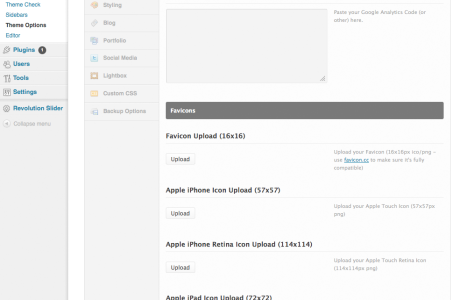 Theme Check
Sidebars
Theme Options
Editor
Plugins 1
Users
Tools
Settings
Revolution Slider
Collapse menu
Styling
Blog
Portfolio
Social Media
Lightbox
Custom CSS
Backup Options
Paste your Google Analytics Code (or
other) here.
Favicons
Favicon Upload (16x16)
Upload
Upload your Favicon (16x16px ico/png -
use favicon.cc to make sure it's fully
compatible)
Apple iPhone Icon Upload (57x57)
Upload
Upload your Apple Touch Icon (57x57px
png)
Apple iPhone Retina Icon Upload (114x114)
Upload
Upload your Apple Touch Retina Icon
(114x114px png)
Apple iPad Icon Upload (72x72)